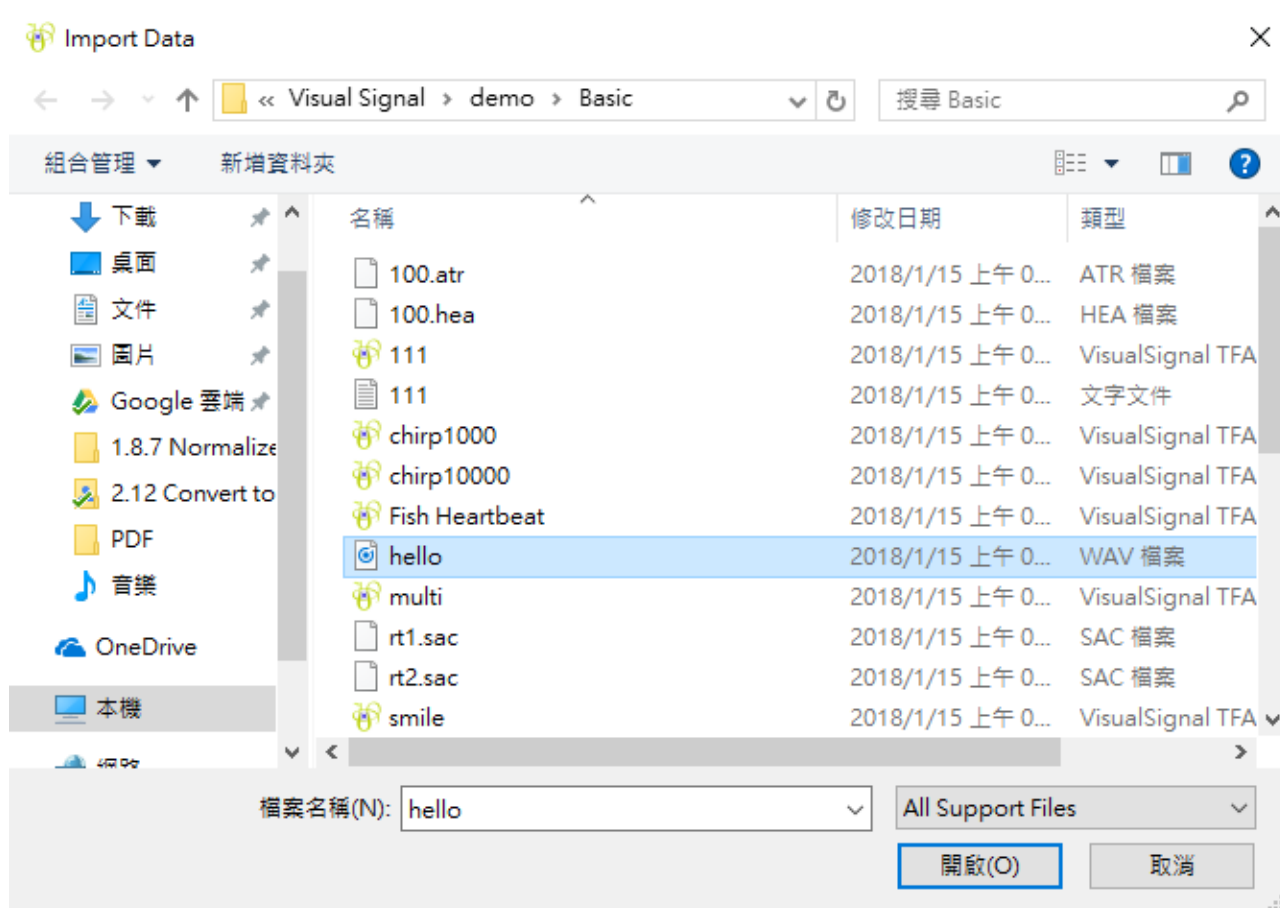 Import Data
« Visual Signal › demo › Basic
搜尋 Basic
組合管理 新增資料夾
下載
桌面
文件
圖片
Google 雲端
1.8.7 Normalize
2.12 Convert to
PDF
音樂
OneDrive
本機
網路
名稱 修改日期 類型
100.atr 2018/1/15 上午 0... ATR 檔案
100.hea 2018/1/15 上午 0... HEA 檔案
111 2018/1/15 上午 0... VisualSignal TFA
111 2018/1/15 上午 0... 文字文件
chirp1000 2018/1/15 上午 0... VisualSignal TFA
chirp10000 2018/1/15 上午 0... VisualSignal TFA
Fish Heartbeat 2018/1/15 上午 0... VisualSignal TFA
hello 2018/1/15 上午 0... WAV 檔案
multi 2018/1/15 上午 0... VisualSignal TFA
rt1.sac 2018/1/15 上午 0... SAC 檔案
rt2.sac 2018/1/15 上午 0... SAC 檔案
smile 2018/1/15 上午 0... VisualSignal TFA
檔案名稱(N): hello All Support Files
開啟(O) 取消